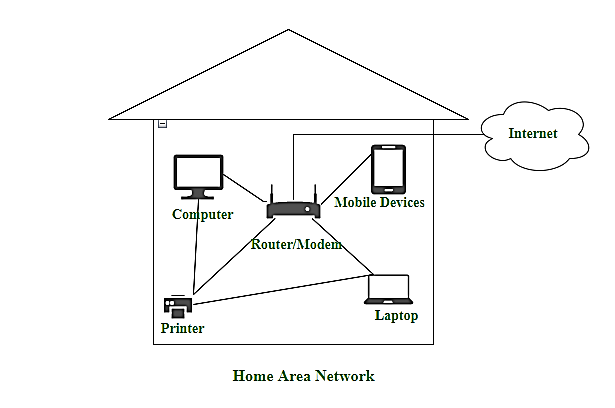 Internet
Computer
Mobile Devices
Router/Modem
Printer
Laptop
Home Area Network